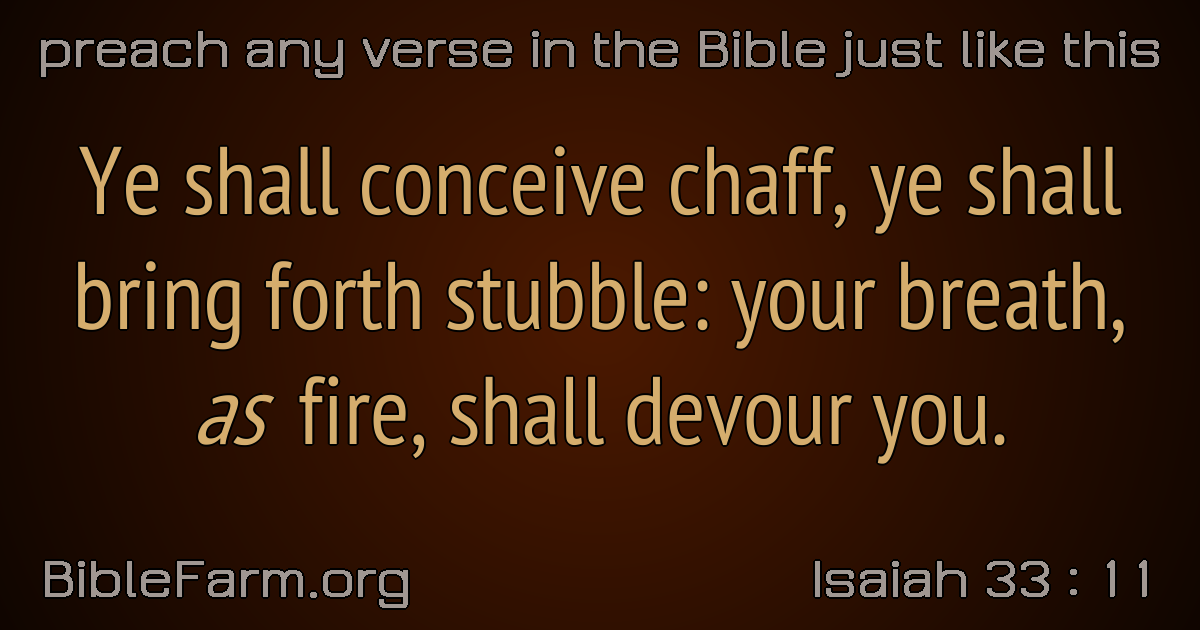 preach any verse in the Bible just like this
Ye shall conceive chaff, ye shall
bring forth stubble: your breath,
as fire, shall devour you.
BibleFarm.org
Isaiah 33 : 11